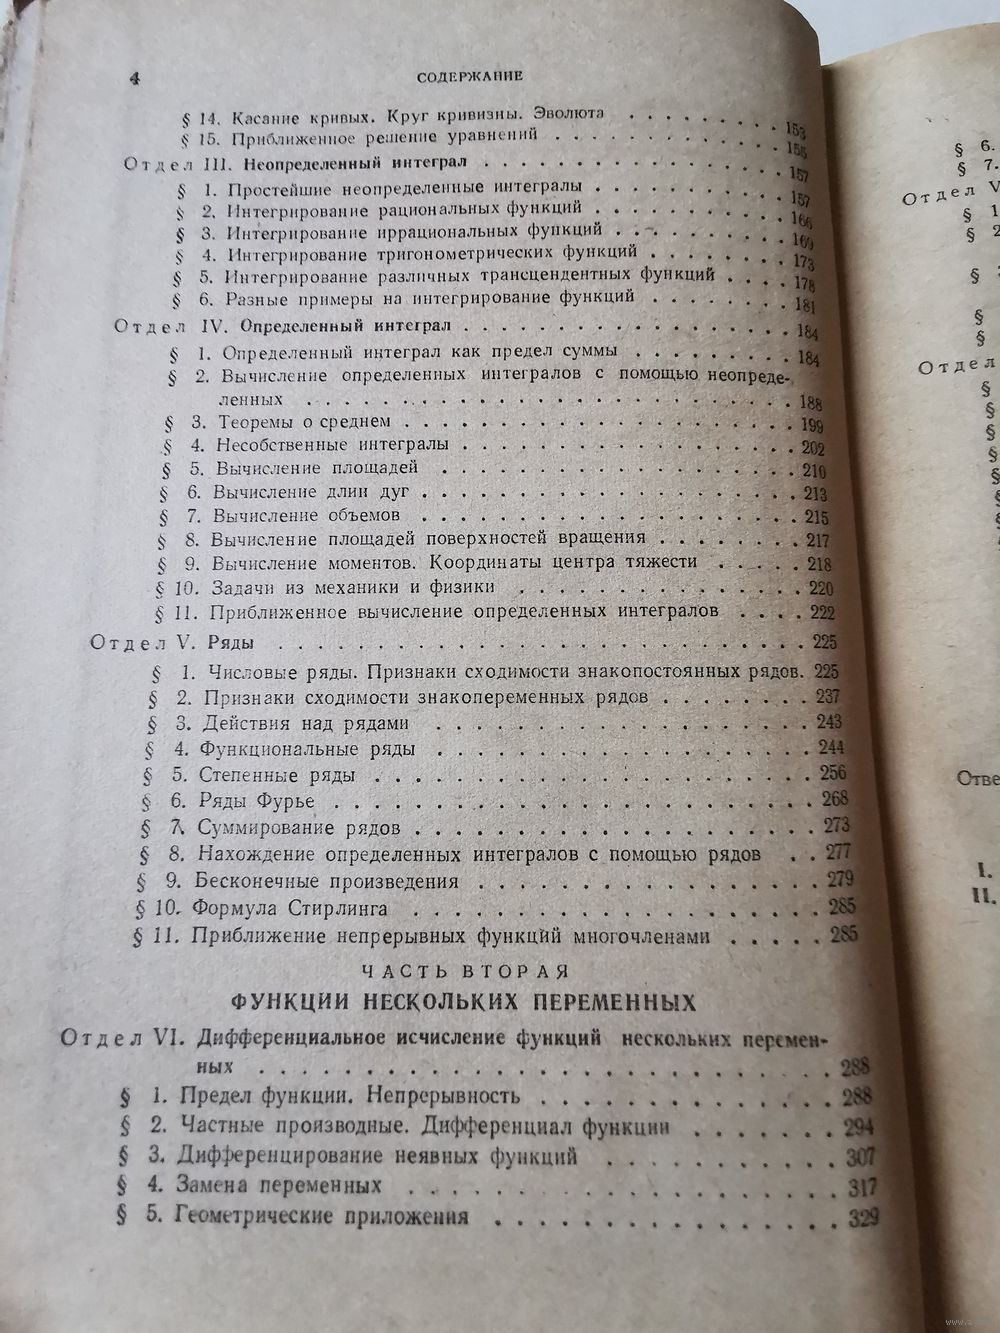 4 СОДЕРЖАНИЕ
§ 14. Касание кривых. Круг кривизны. Эволюта . . . . . . . . 153
§ 15. Приближенное решение уравнений . . . . . . . . . . . 155
Отдел III. Неопределенный интеграл . . . . . . . . . . . . . . 157
§ 1. Простейшие неопределенные интегралы . . . . . . . . . 157
§ 2. Интегрирование рациональных функций . . . . . . . . . 166
§ 3. Интегрирование иррациональных функций . . . . . . . . 169
§ 4. Интегрирование тригонометрических функций . . . . . . 173
§ 5. Интегрирование различных трансцендентных функций . . . . 178
§ 6. Разные примеры на интегрирование функций . . . . . . . 181
Отдел IV. Определенный интеграл . . . . . . . . . . . . . . . . 184
§ 1. Определенный интеграл как предел суммы . . . . . . . . 184
§ 2. Вычисление определенных интегралов с помощью неопреде-
ленных . . . . . . . . . . . . . . . . . . . . 188
§ 3. Теоремы о среднем . . . . . . . . . . . . . . . . 199
§ 4. Несобственные интегралы . . . . . . . . . . . . . . 202
§ 5. Вычисление площадей . . . . . . . . . . . . . . . 210
§ 6. Вычисление длин дуг . . . . . . . . . . . . . . . 213
§ 7. Вычисление объемов . . . . . . . . . . . . . . . 215
§ 8. Вычисление площадей поверхностей вращения . . . . . . 217
§ 9. Вычисление моментов. Координаты центра тяжести . . . . 218
§ 10. Задачи из механики и физики . . . . . . . . . . . . 220
§ 11. Приближенное вычисление определенных интегралов . . . . 222
Отдел V. Ряды . . . . . . . . . . . . . . . . . . . . . 225
§ 1. Числовые ряды. Признаки сходимости знакопостоянных рядов. 225
§ 2. Признаки сходимости знакопеременных рядов . . . . . . . 237
§ 3. Действия над рядами . . . . . . . . . . . . . . . 243
§ 4. Функциональные ряды . . . . . . . . . . . . . . . 244
§ 5. Степенные ряды . . . . . . . . . . . . . . . . . 256
§ 6. Ряды Фурье . . . . . . . . . . . . . . . . . . 268
§ 7. Суммирование рядов . . . . . . . . . . . . . . . 273
§ 8. Нахождение определенных интегралов с помощью рядов . . 277
§ 9. Бесконечные произведения . . . . . . . . . . . . . 279
§ 10. Формула Стирлинга . . . . . . . . . . . . . . . 285
§ 11. Приближение непрерывных функций многочленами . . . . . 285
ЧАСТЬ ВТОРАЯ
ФУНКЦИИ НЕСКОЛЬКИХ ПЕРЕМЕННЫХ
Отдел VI. Дифференциальное исчисление функций нескольких перемен-
ных . . . . . . . . . . . . . . . . . . . . . 288
§ 1. Предел функции. Непрерывность . . . . . . . . . . . 288
§ 2. Частные производные. Дифференциал функции . . . . . . 294
§ 3. Дифференцирование неявных функций . . . . . . . . . 307
§ 4. Замена переменных . . . . . . . . . . . . . . . 317
§ 5. Геометрические приложения . . . . . . . . . . . . . 329
§ 6.
§ 7.
Отдел V
§ 1
§ 2
§
§
§
Отдел
§
§
§
§
§
§
§
Отве
I.
II.